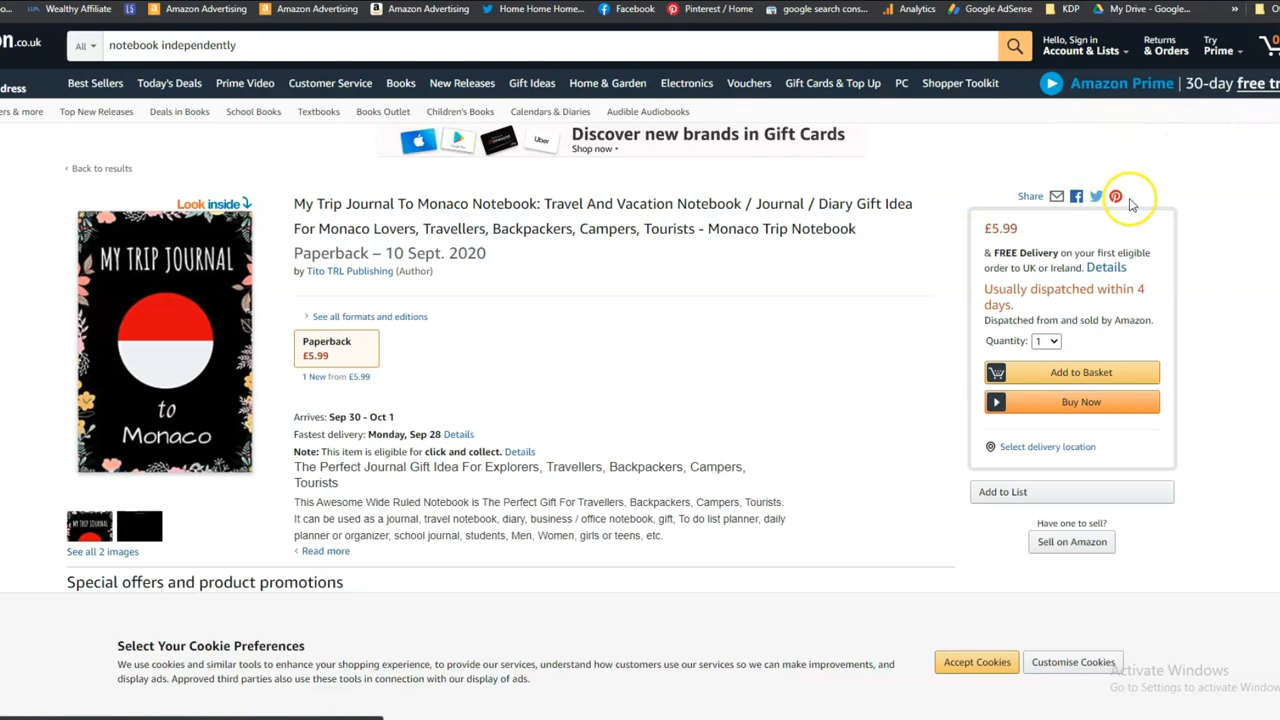 Wealthy Affiliate
Amazon Advertising
Amazon Advertising
Amazon Advertising
Home Home Home...
Facebook
Pinterest / Home
google search cons...
Analytics
Google AdSense
KDP
My Drive - Google...
»
n.co.uk
All
notebook independently
Hello, Sign in
Account & Lists
Returns
& Orders
Try
Prime
0
dress
Best Sellers
Today's Deals
Prime Video
Customer Service
Books
New Releases
Gift Ideas
Home & Garden
Electronics
Vouchers
Gift Cards & Top Up
PC
Shopper Toolkit
Amazon Prime | 30-day free tr
ers & more
Top New Releases
Deals in Books
School Books
Textbooks
Books Outlet
Children's Books
Calendars & Diaries
Audible Audiobooks
Uber
Discover new brands in Gift Cards
Shop now ▸
‹ Back to results
Look inside
MY TRIP JOURNAL
to
Monaco
MY TRIP JOURNAL
See all 2 images
My Trip Journal To Monaco Notebook: Travel And Vacation Notebook / Journal / Diary Gift Idea
For Monaco Lovers, Travellers, Backpackers, Campers, Tourists - Monaco Trip Notebook
Paperback – 10 Sept. 2020
by Tito TRL Publishing (Author)
› See all formats and editions
Paperback
£5.99
1 New from £5.99
Arrives: Sep 30 - Oct 1
Fastest delivery: Monday, Sep 28 Details
Note: This item is eligible for click and collect. Details
The Perfect Journal Gift Idea For Explorers, Travellers, Backpackers, Campers,
Tourists
This Awesome Wide Ruled Notebook is The Perfect Gift For Travellers, Backpackers, Campers, Tourists.
It can be used as a journal, travel notebook, diary, business / office notebook, gift, To do list planner, daily
planner or organizer, school journal, students, Men, Women, girls or teens, etc.
‹ Read more
Share
£5.99
& FREE Delivery on your first eligible
order to UK or Ireland. Details
Usually dispatched within 4
days.
Dispatched from and sold by Amazon.
Quantity: 1
Add to Basket
Buy Now
Select delivery location
Add to List
Have one to sell?
Sell on Amazon
Special offers and product promotions
Select Your Cookie Preferences
We use cookies and similar tools to enhance your shopping experience, to provide our services, understand how customers use our services so we can make improvements, and
display ads. Approved third parties also use these tools in connection with our display of ads.
Accept Cookies
Customise Cookies
Activate Windows
Go to Settings to activate Window